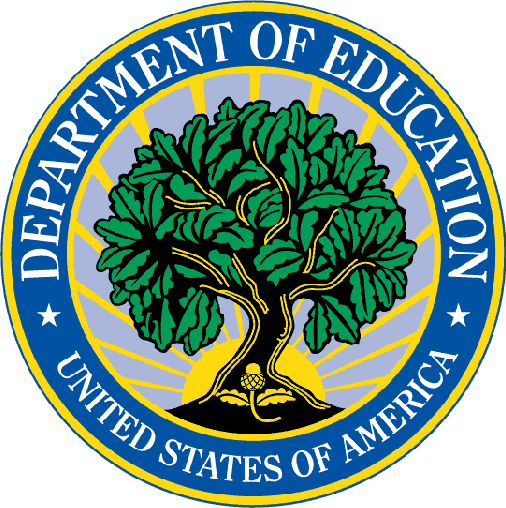 DEPARTMENT OF EDUCATION
UNITED STATES OF AMERICA